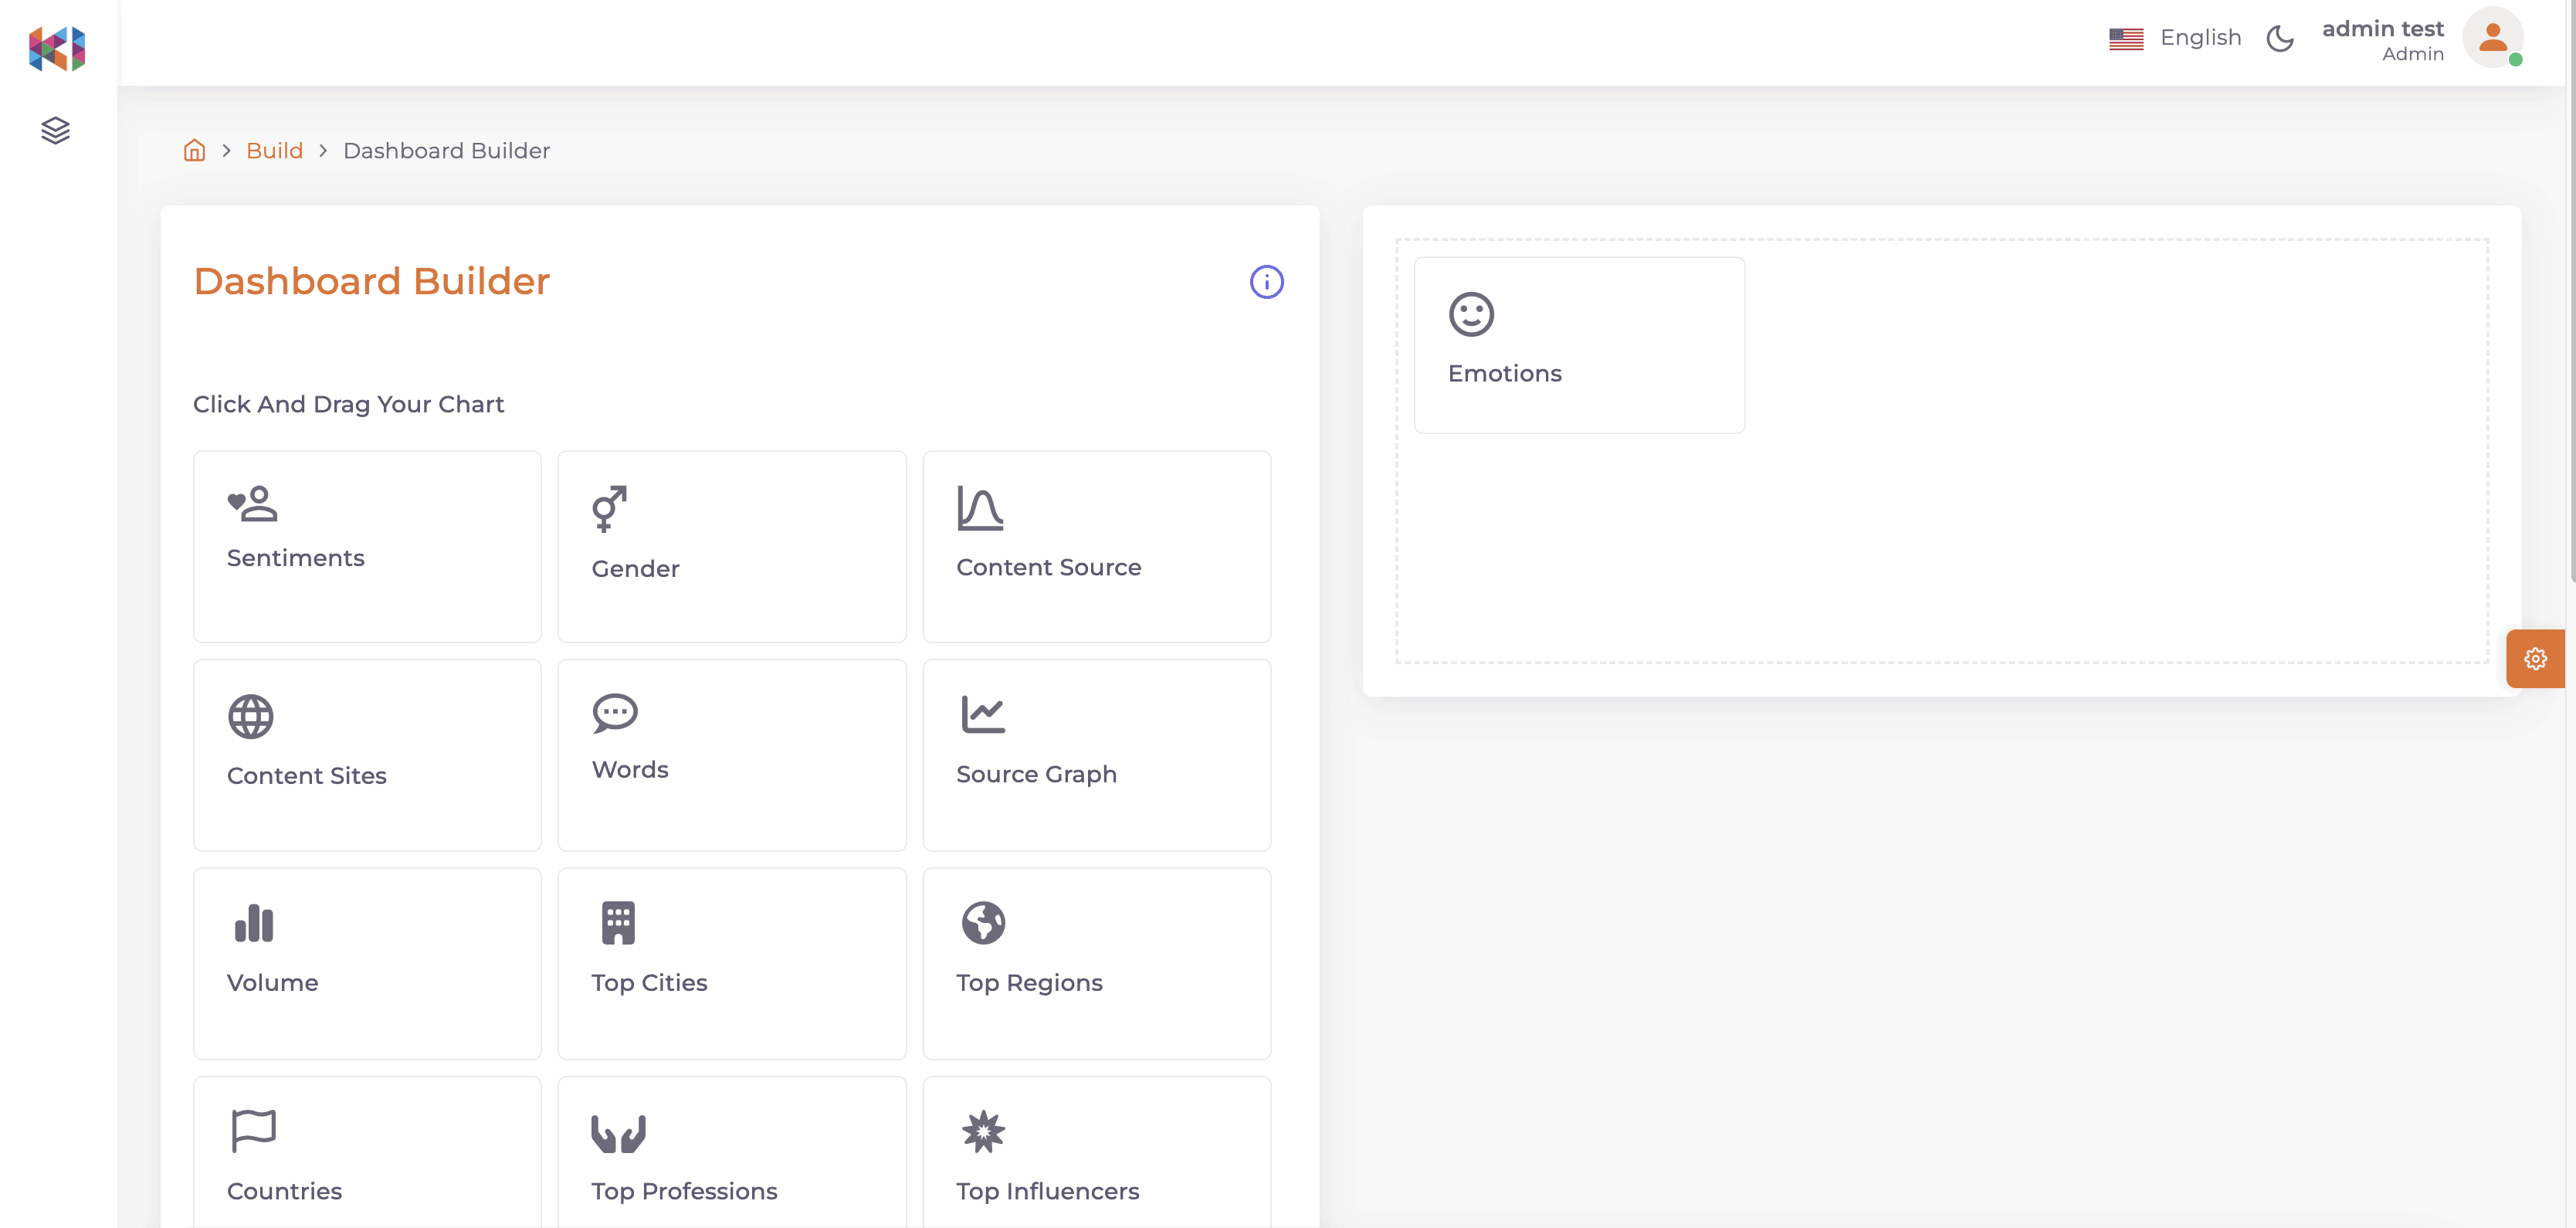 English
admin test
Admin
Build
Dashboard Builder
Dashboard Builder
Click And Drag Your Chart
Sentiments
Gender
Content Source
Content Sites
Words
Source Graph
Volume
Top Cities
Top Regions
Countries
Top Professions
Top Influencers
Emotions